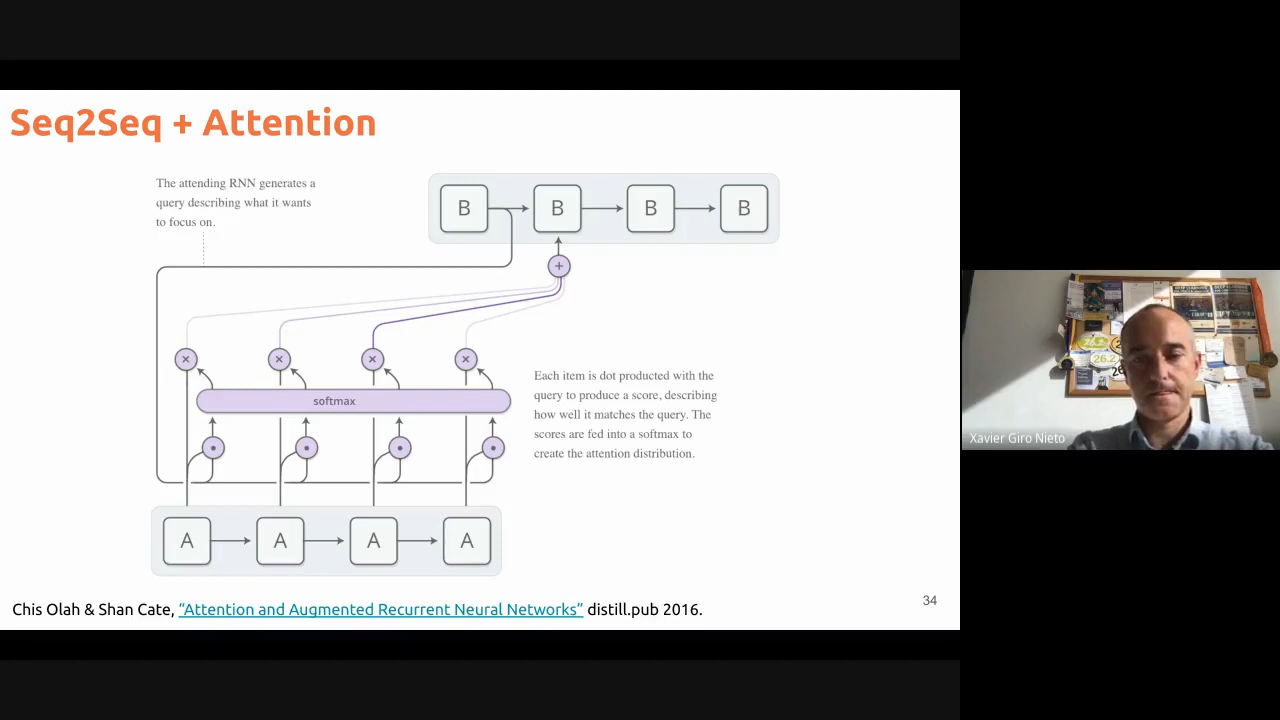 Seq2Seq + Attention
The attending RNN generates a
query describing what it wants
to focus on.
B B B B
+
× × × ×
softmax
Each item is dot producted with the
query to produce a score, describing
how well it matches the query. The
scores are fed into a softmax to
create the attention distribution.
A A A A
Chis Olah & Shan Cate, “Attention and Augmented Recurrent Neural Networks” distill.pub 2016.
34
26.2
Xavier Giro Nieto